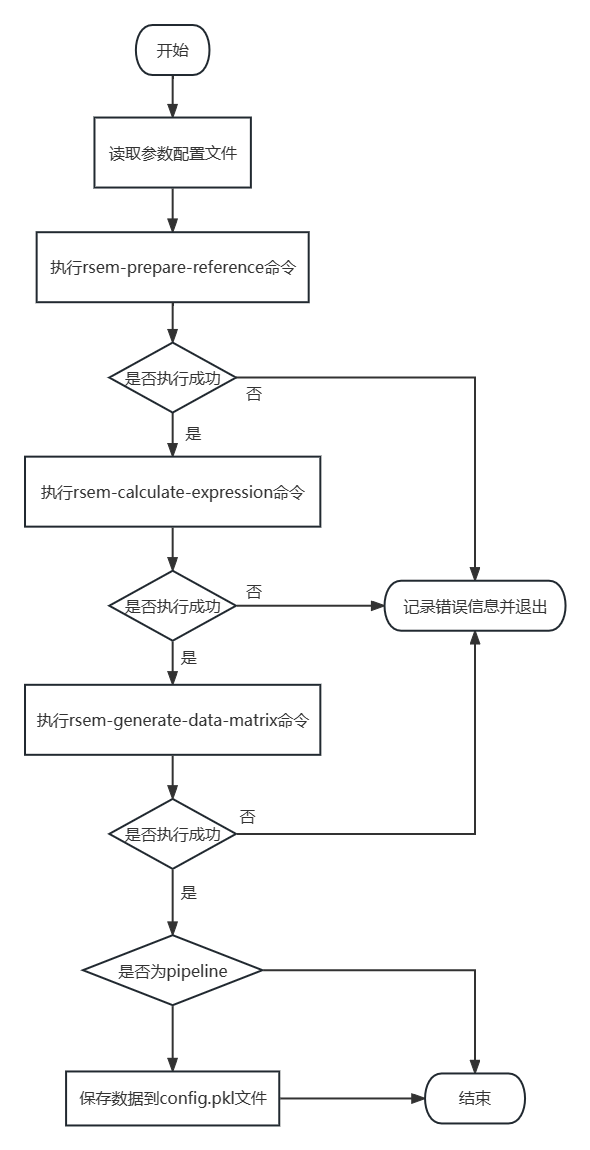 开始
读取参数配置文件
执行rsem-prepare-reference命令
是否执行成功
否
是
执行rsem-calculate-expression命令
是否执行成功
否
记录错误信息并退出
是
执行rsem-generate-data-matrix命令
是否执行成功
否
是
是否为pipeline
保存数据到config.pkl文件
结束